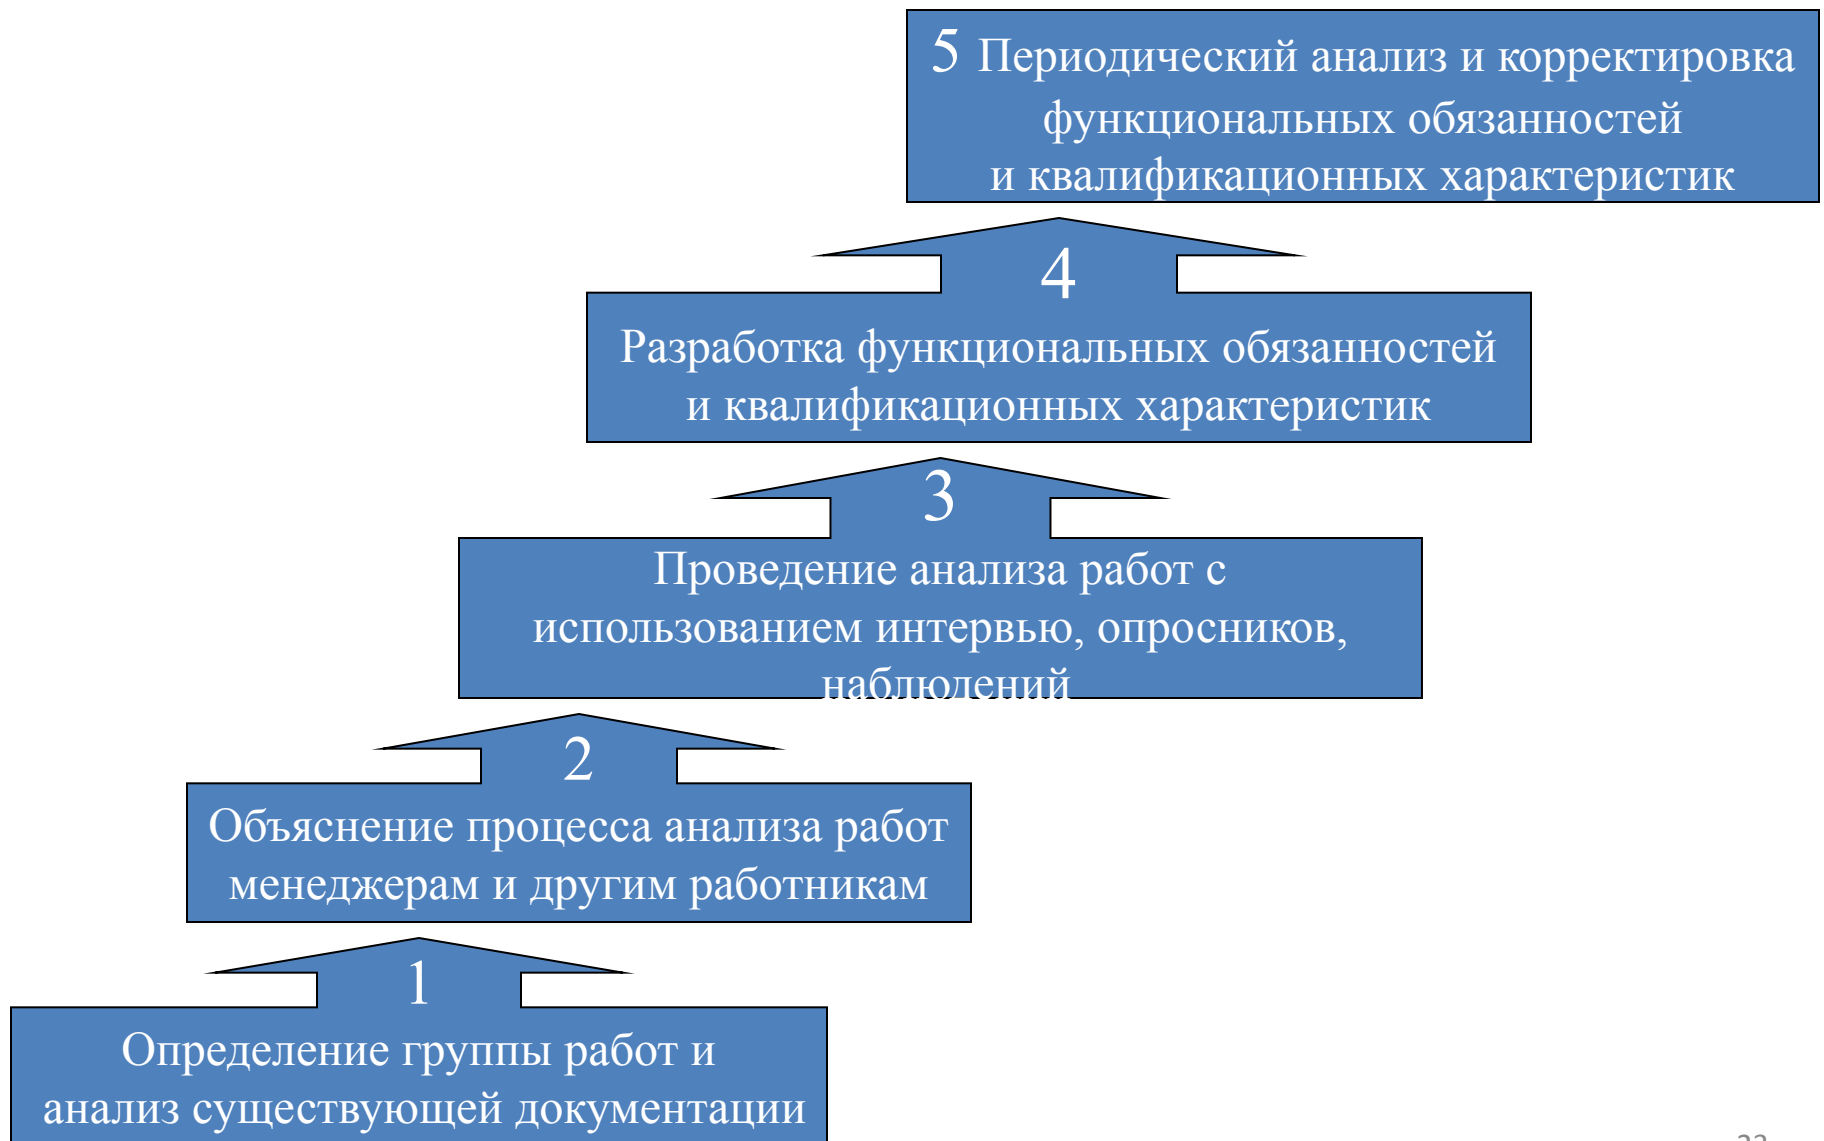 5 Периодический анализ и корректировка
функциональных обязанностей
и квалификационных характеристик
4
Разработка функциональных обязанностей
и квалификационных характеристик
3
Проведение анализа работ с
использованием интервью, опросников,
наблюдений
2
Объяснение процесса анализа работ
менеджерам и другим работникам
1
Определение группы работ и
анализ существующей документации